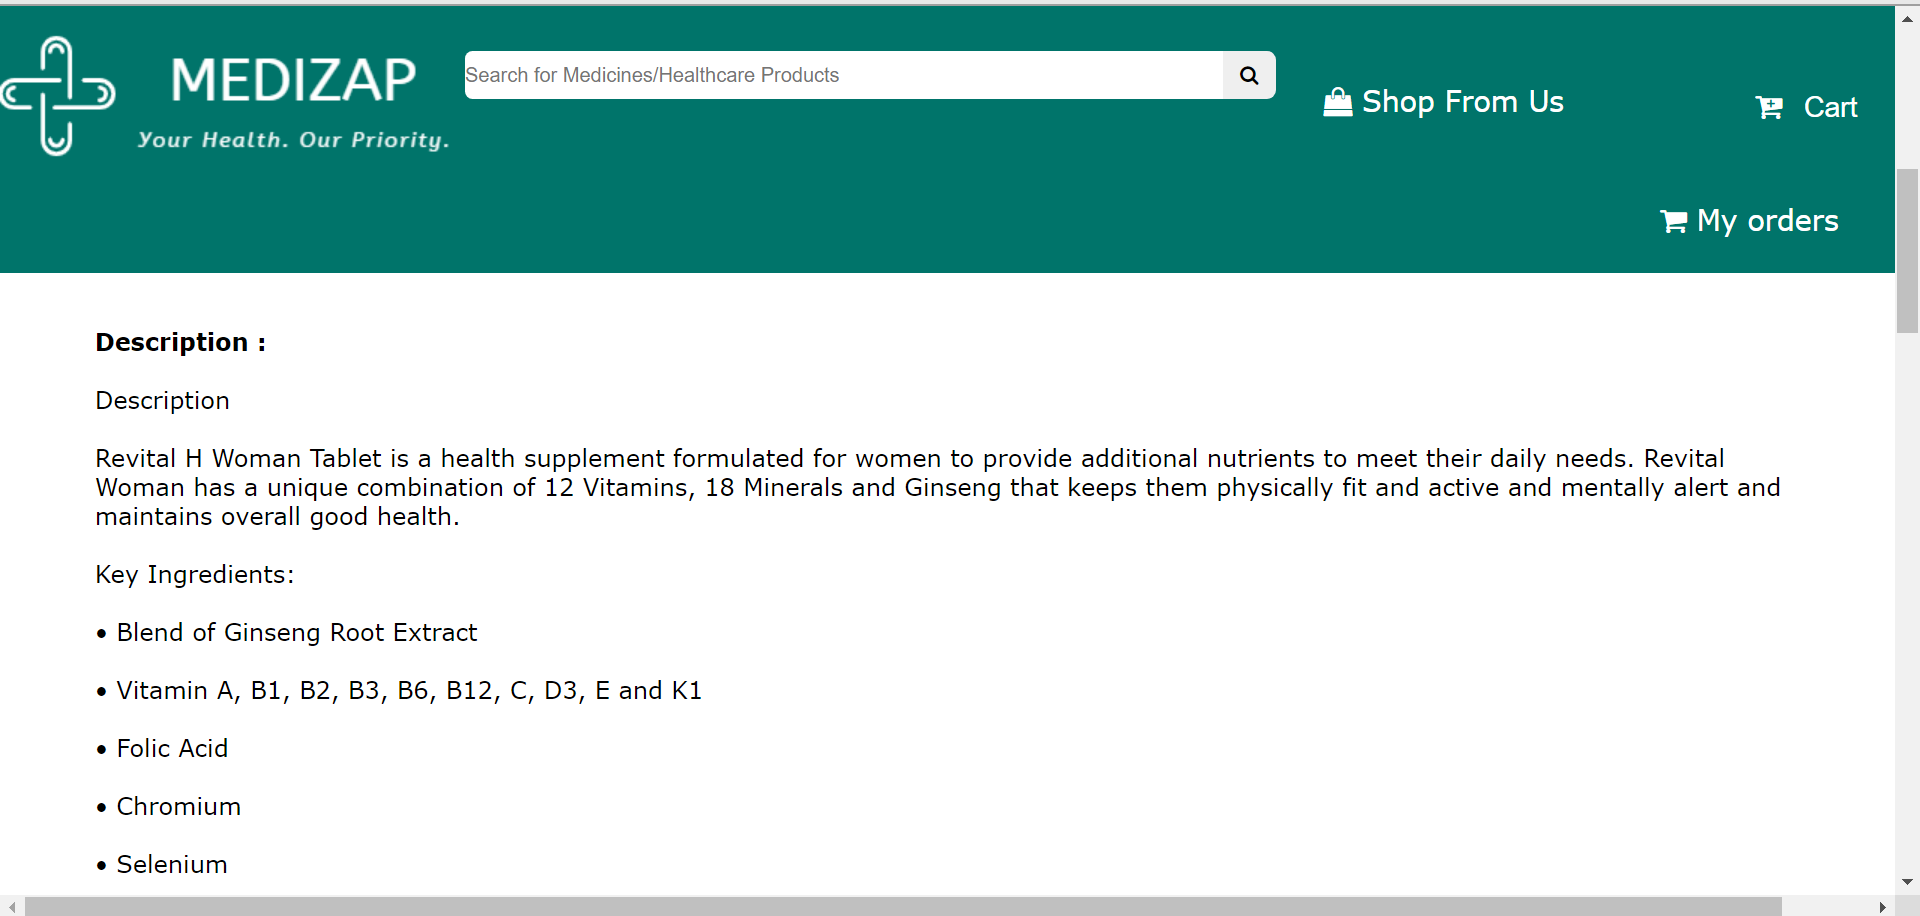 MEDIZAP
Your Health. Our Priority.
Search for Medicines/Healthcare Products
Shop From Us
Cart
My orders
Description :
Description
Revital H Woman Tablet is a health supplement formulated for women to provide additional nutrients to meet their daily needs. Revital
Woman has a unique combination of 12 Vitamins, 18 Minerals and Ginseng that keeps them physically fit and active and mentally alert and
maintains overall good health.
Key Ingredients:
• Blend of Ginseng Root Extract
• Vitamin A, B1, B2, B3, B6, B12, C, D3, E and K1
• Folic Acid
• Chromium
• Selenium